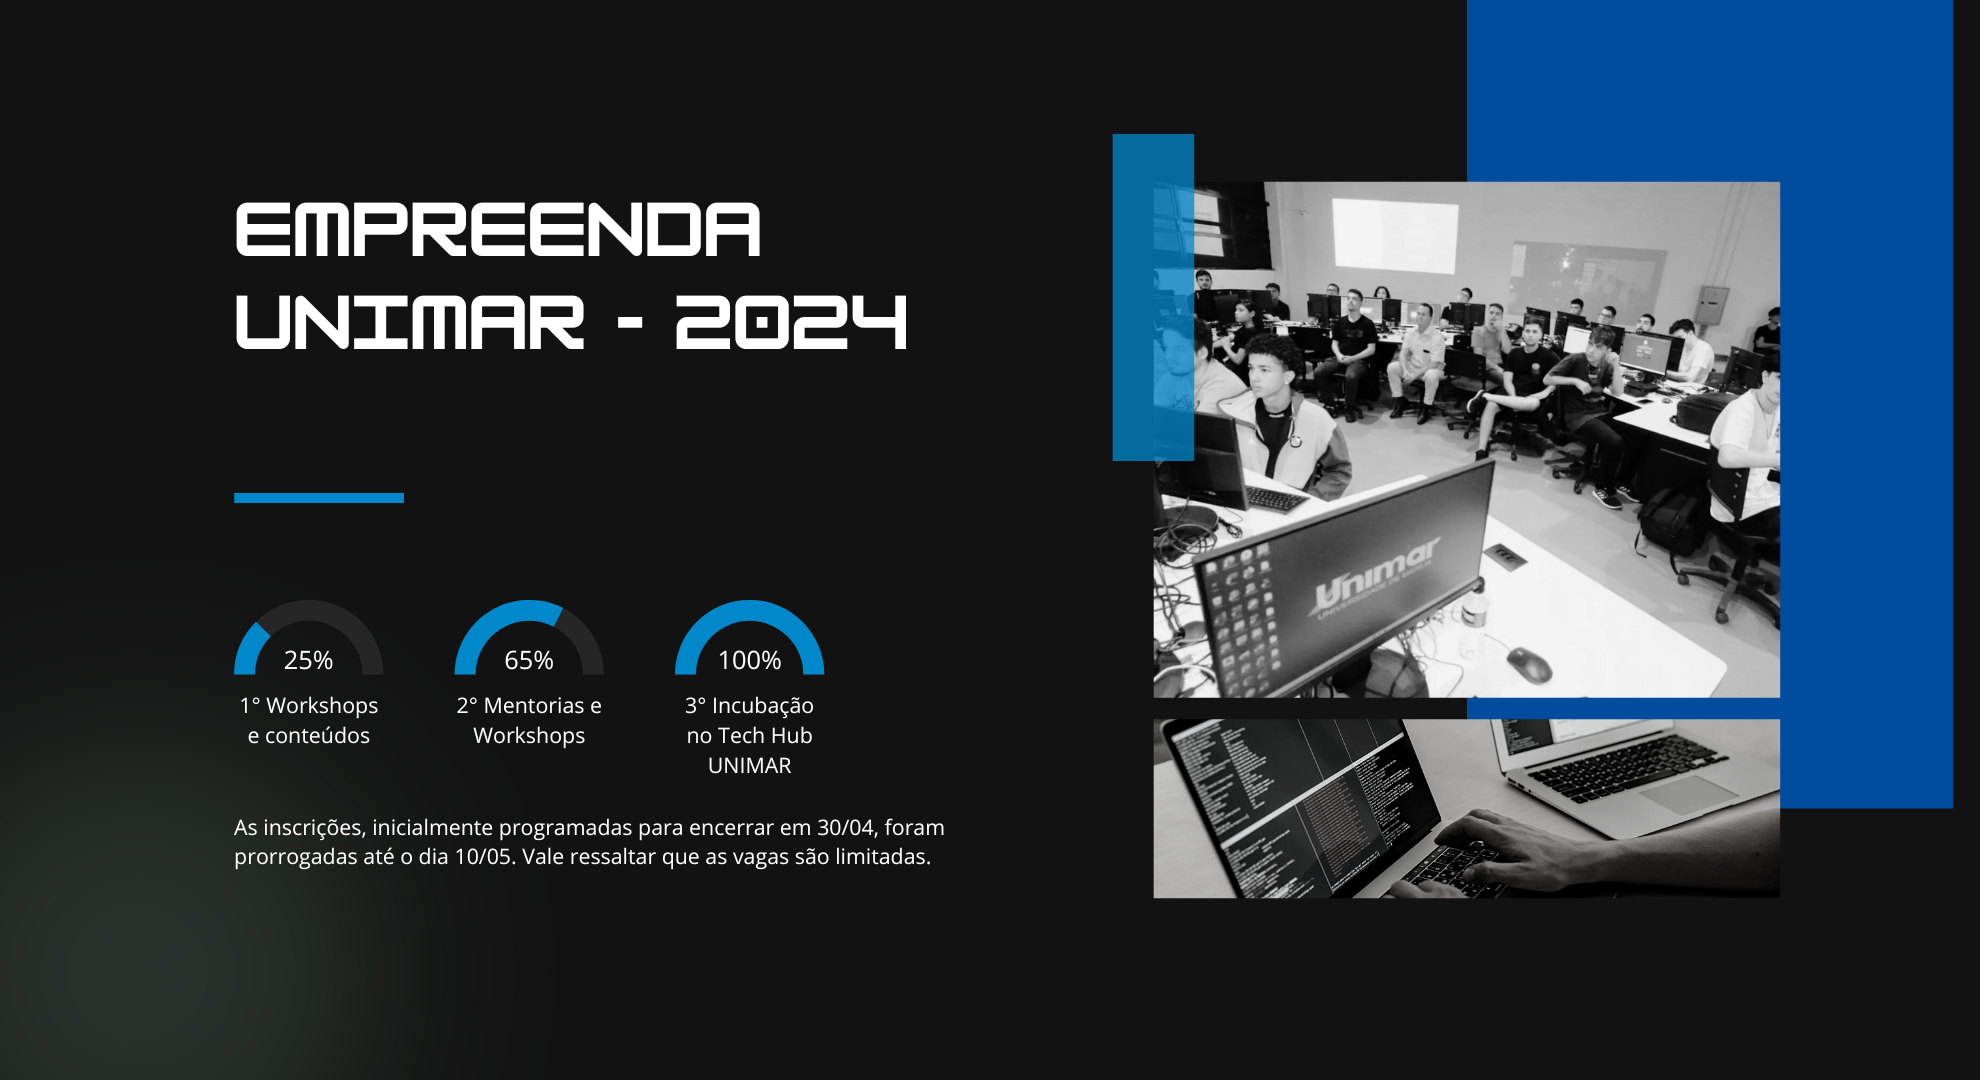 EMPREENDA
UNIMAR - 2024
25%
65%
100%
1° Workshops
e conteúdos
2° Mentorias e
Workshops
3° Incubação
no Tech Hub
UNIMAR
As inscrições, inicialmente programadas para encerrar em 30/04, foram
prorrogadas até o dia 10/05. Vale ressaltar que as vagas são limitadas.
Unimar
UNIVERSIDADE DE MARÍLIA